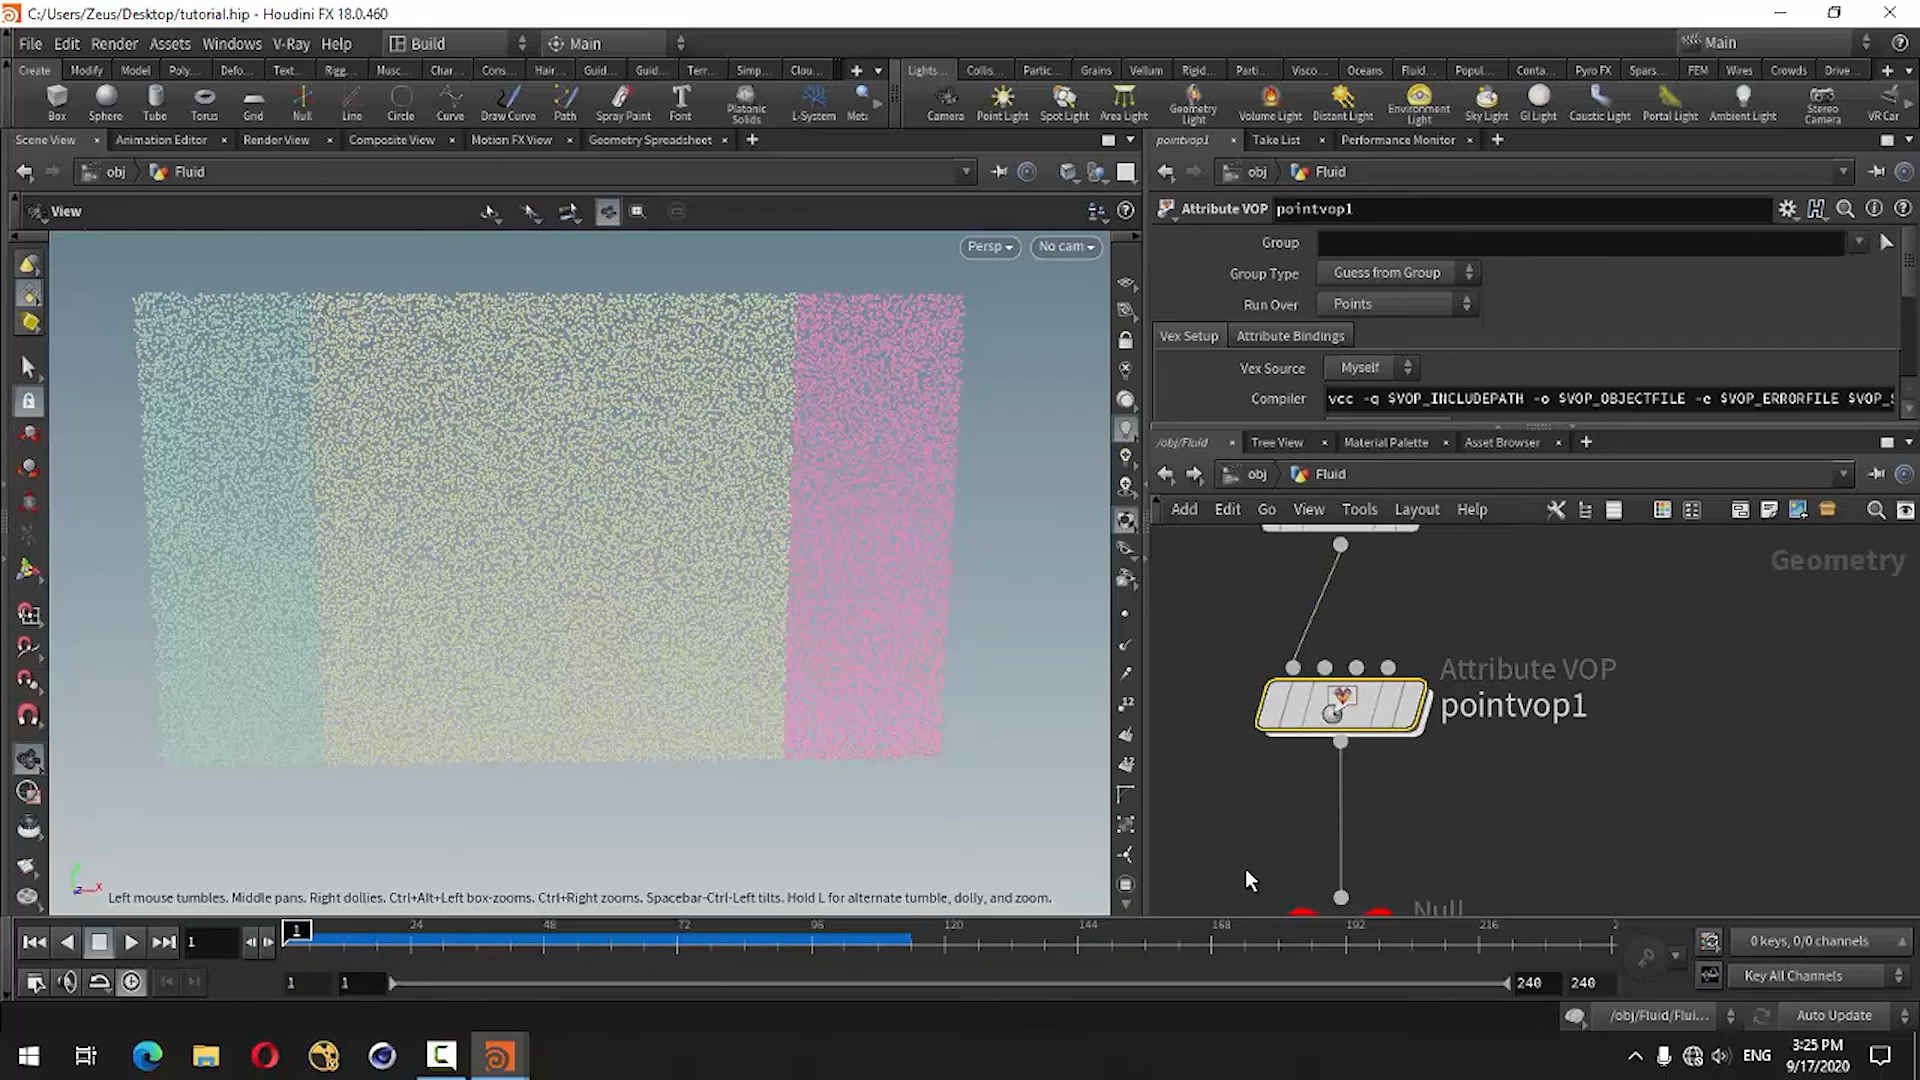 C:/Users/Zeus/Desktop/tutorial.hip - Houdini FX 18.0.460
File Edit Render Assets Windows V-Ray Help Build Main Main
Create Modify Model Poly... Defo... Text... Rigg... Musc... Char... Cons... Hair... Guid... Guid... Terr... Simp... Clou... Lights... Collis... Partic... Grains Vellum Rigid... Parti... Visco... Oceans Fluid... Popul... Conta... Pyro FX Spars... FEM Wires Crowds Drive...
Box Sphere Tube Torus Grid Null Line Circle Curve Draw Curve Path Spray Paint Font Platonic Solids L-System Meta Camera Point Light Spot Light Area Light Geometry Light Volume Light Distant Light Environment Light Sky Light GI Light Caustic Light Portal Light Ambient Light Stereo Camera VR Car
Scene View Animation Editor Render View Composite View Motion FX View Geometry Spreadsheet pointvop1 Take List Performance Monitor
obj Fluid obj Fluid
View Attribute VOP pointvop1
Persp No cam
Group
Group Type Guess from Group
Run Over Points
Vex Setup Attribute Bindings
Vex Source Myself
Compiler vcc -q $VOP_INCLUDEPATH -o $VOP_OBJECTFILE -e $VOP_ERRORFILE $VOP_S
/obj/Fluid Tree View Material Palette Asset Browser
obj Fluid
Add Edit Go View Tools Layout Help
Geometry
Attribute VOP
pointvop1
Null
Left mouse tumbles. Middle pans. Right dollies. Ctrl+Alt+Left box-zooms. Ctrl+Right zooms. Spacebar-Ctrl-Left tilts. Hold L for alternate tumble, dolly, and zoom.
1 1 24 48 72 96 120 144 168 192 216 2 0 keys, 0/0 channels
1 1 240 240 Key All Channels
/obj/Fluid/Flui... Auto Update
ENG 3:25 PM
9/17/2020